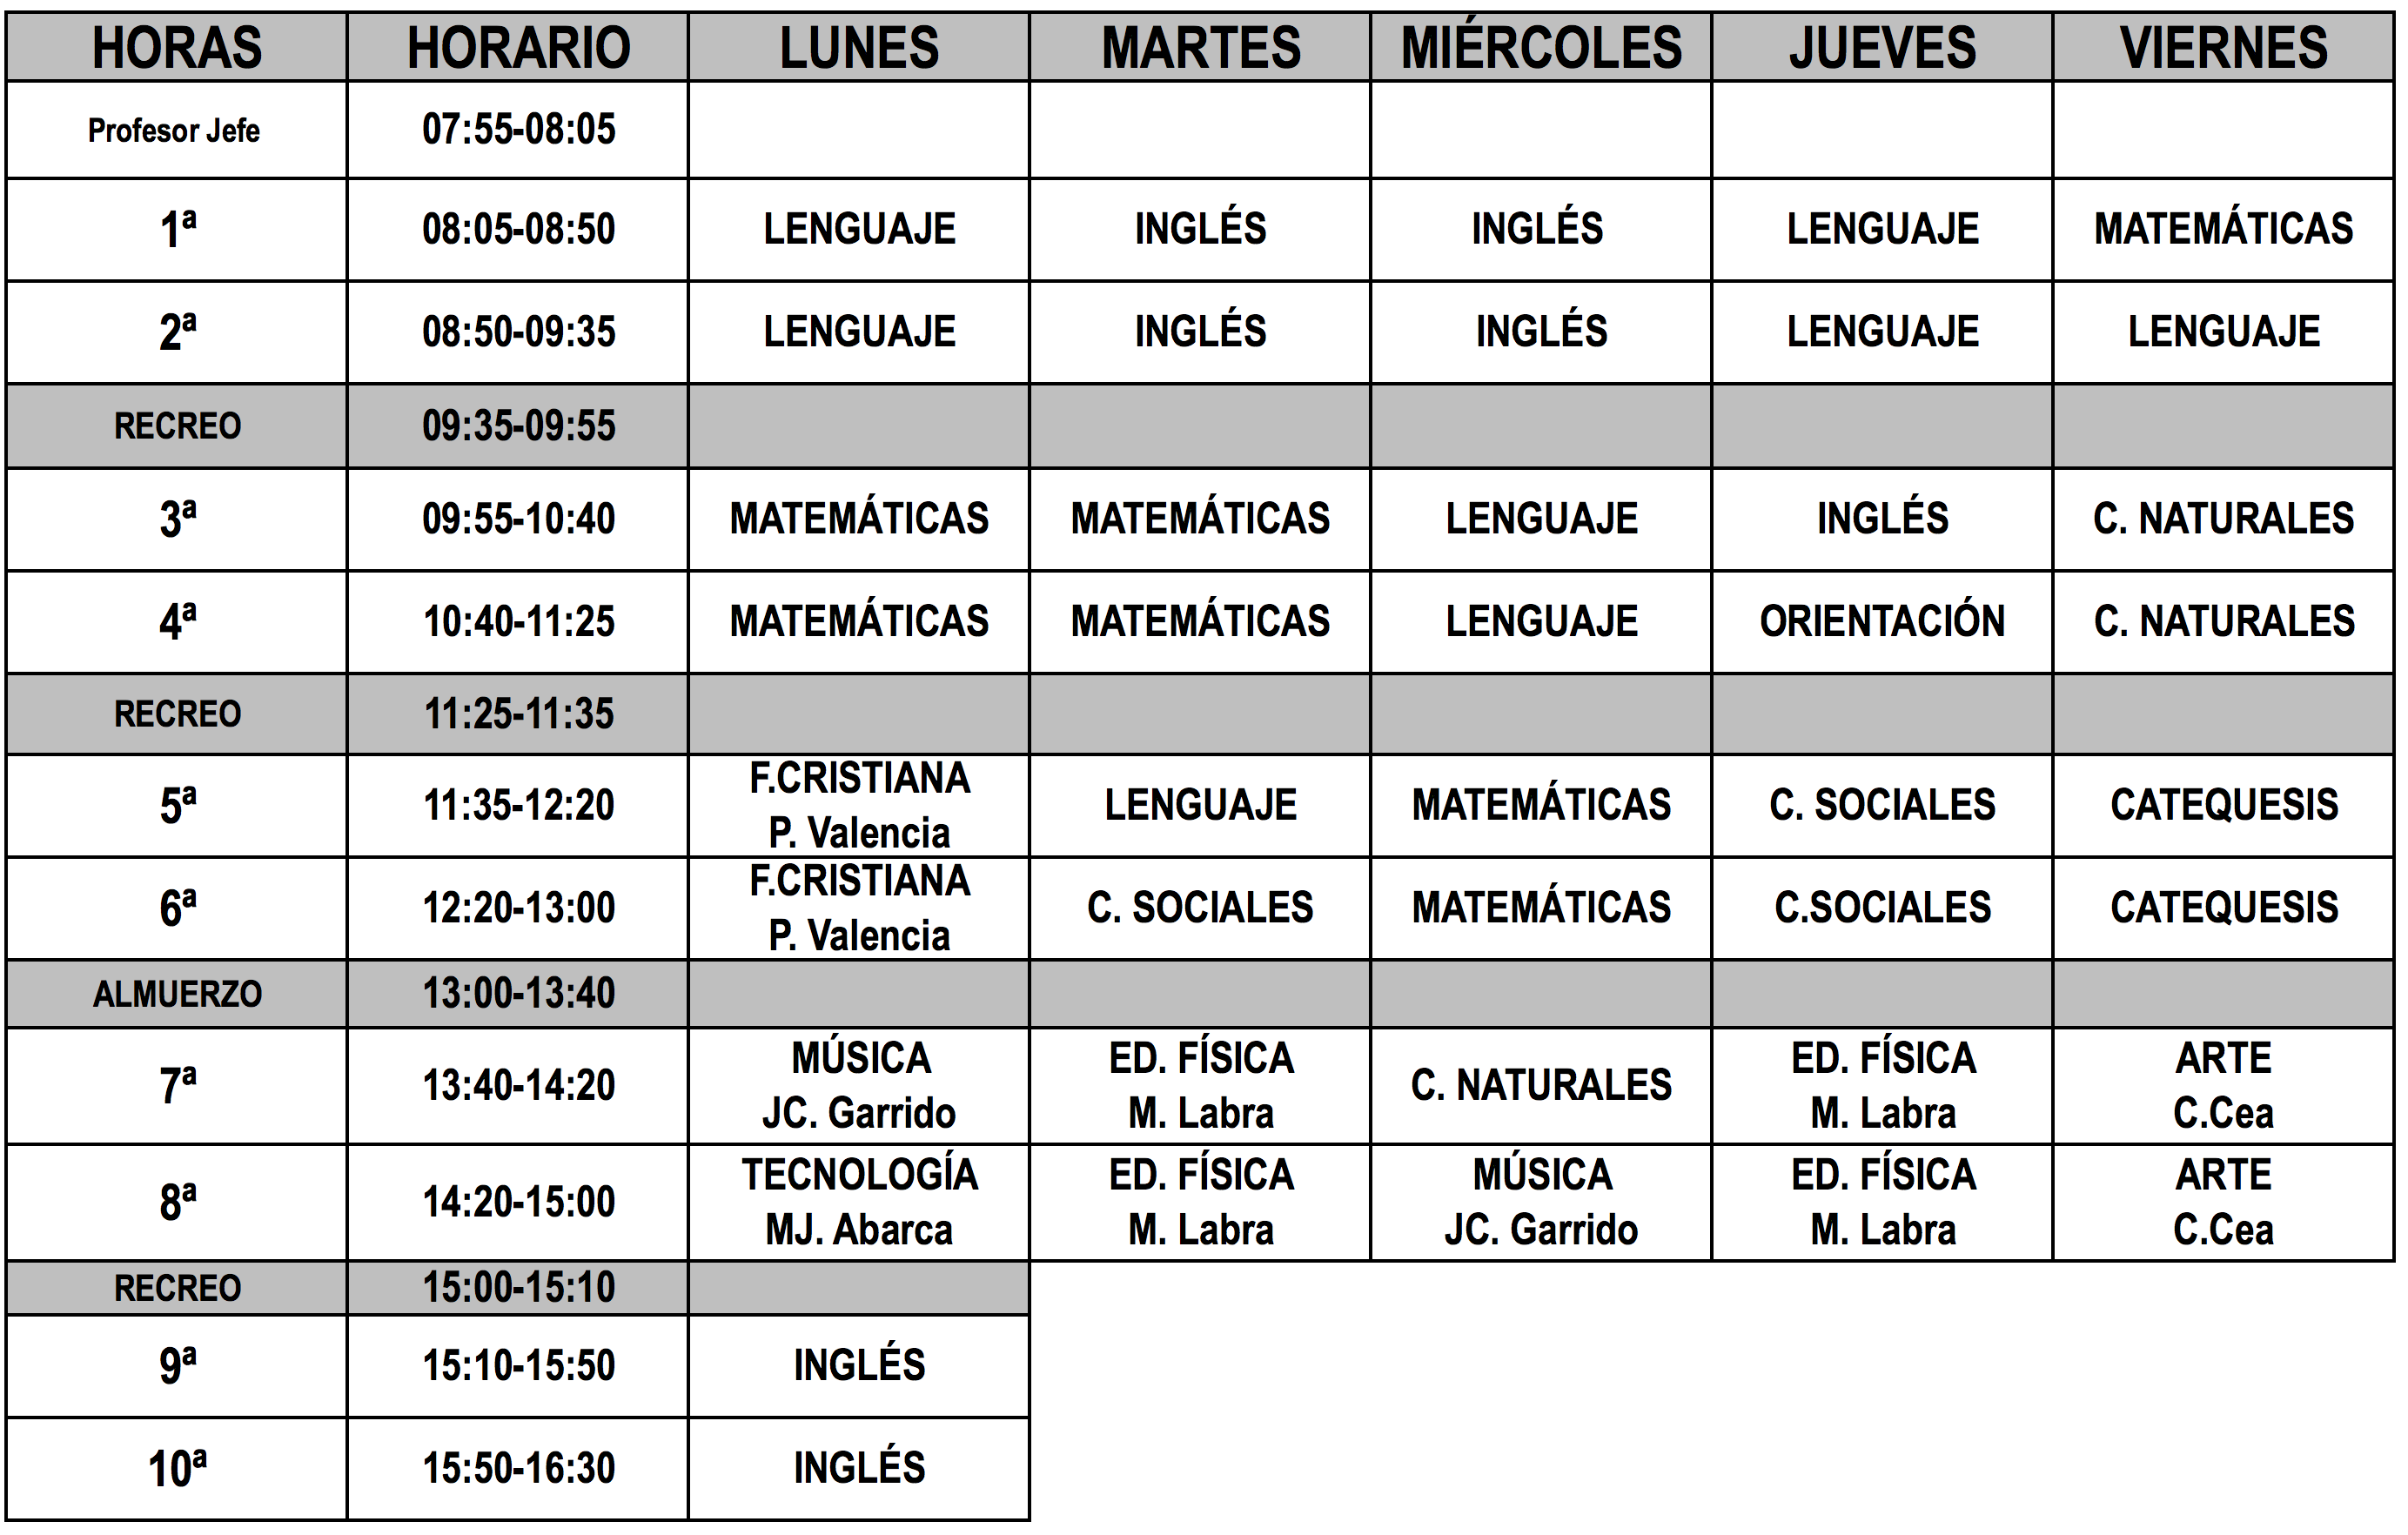 HORAS HORARIO LUNES MARTES MIÉRCOLES JUEVES VIERNES
Profesor Jefe 07:55-08:05
1ª 08:05-08:50 LENGUAJE INGLÉS INGLÉS LENGUAJE MATEMÁTICAS
2ª 08:50-09:35 LENGUAJE INGLÉS INGLÉS LENGUAJE LENGUAJE
RECREO 09:35-09:55
3ª 09:55-10:40 MATEMÁTICAS MATEMÁTICAS LENGUAJE INGLÉS C. NATURALES
4ª 10:40-11:25 MATEMÁTICAS MATEMÁTICAS LENGUAJE ORIENTACIÓN C. NATURALES
RECREO 11:25-11:35
5ª 11:35-12:20 F.CRISTIANA LENGUAJE MATEMÁTICAS C. SOCIALES CATEQUESIS
P. Valencia
6ª 12:20-13:00 F.CRISTIANA C. SOCIALES MATEMÁTICAS C.SOCIALES CATEQUESIS
P. Valencia
ALMUERZO 13:00-13:40
7ª 13:40-14:20 MÚSICA ED. FÍSICA C. NATURALES ED. FÍSICA ARTE
JC. Garrido M. Labra M. Labra C.Cea
8ª 14:20-15:00 TECNOLOGÍA ED. FÍSICA MÚSICA ED. FÍSICA ARTE
MJ. Abarca M. Labra JC. Garrido M. Labra C.Cea
RECREO 15:00-15:10
9ª 15:10-15:50 INGLÉS
10ª 15:50-16:30 INGLÉS